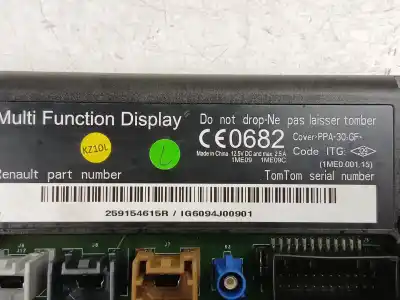 Multi Function Display
Do not drop-Ne pas laisser tomber
CE0682
Cover-PPA-30-GF-
KZ10L
Made in China 12.5V DC and max 2.5A
Code ITG:
1ME09 1ME09C
(1ME0.001.15)
Renault part number
TomTom serial number
259154615R / IG6094J00901
J7